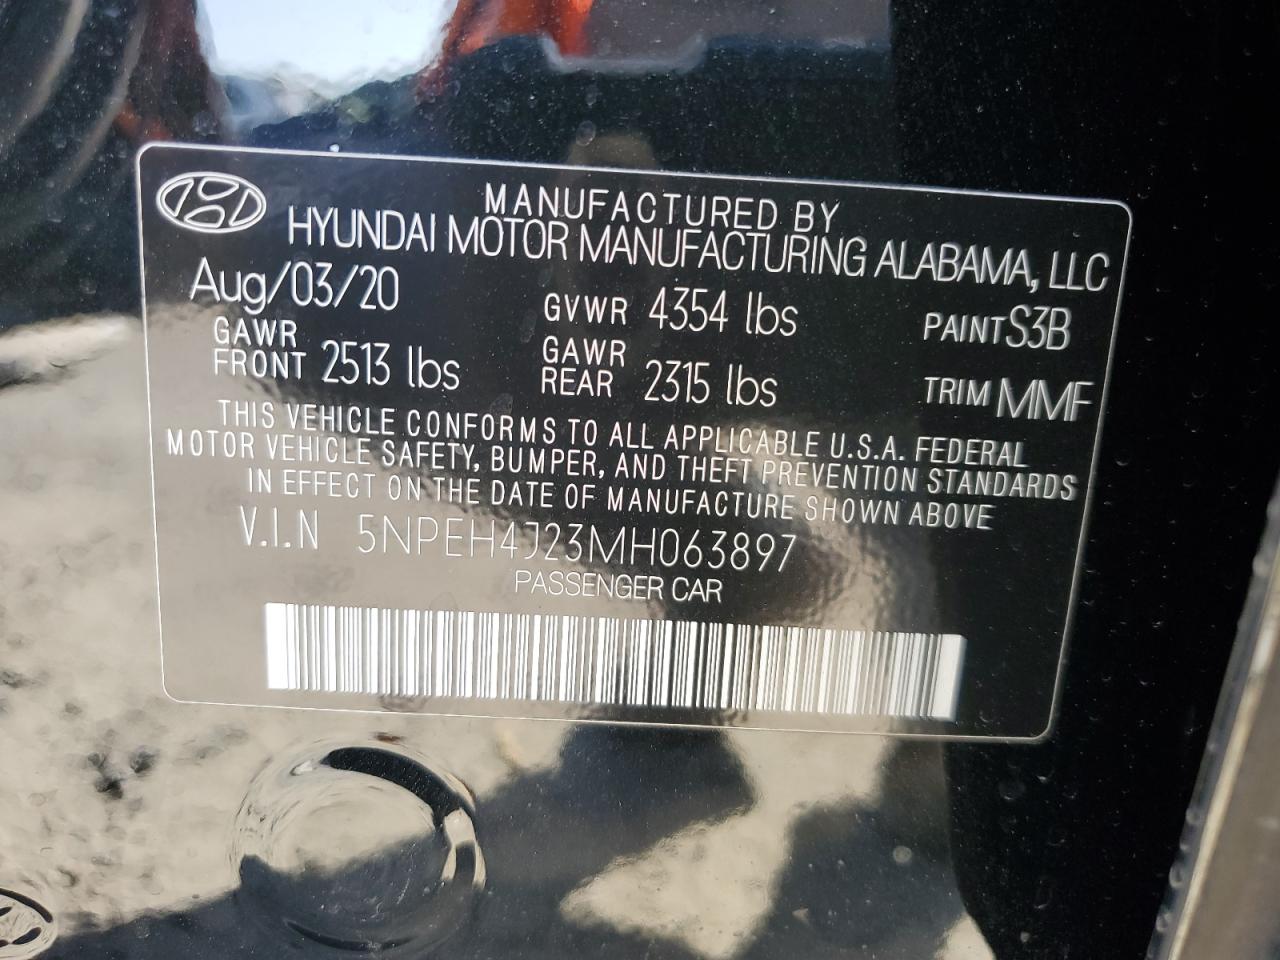 MANUFACTURED BY
HYUNDAI MOTOR MANUFACTURING ALABAMA, LLC
Aug/03/20 GVWR 4354 lbs PAINT S3B
GAWR FRONT 2513 lbs GAWR REAR 2315 lbs TRIM MMF
THIS VEHICLE CONFORMS TO ALL APPLICABLE U.S.A. FEDERAL
MOTOR VEHICLE SAFETY, BUMPER, AND THEFT PREVENTION STANDARDS
IN EFFECT ON THE DATE OF MANUFACTURE SHOWN ABOVE
V.I.N 5NPEH4J23MH063897
PASSENGER CAR